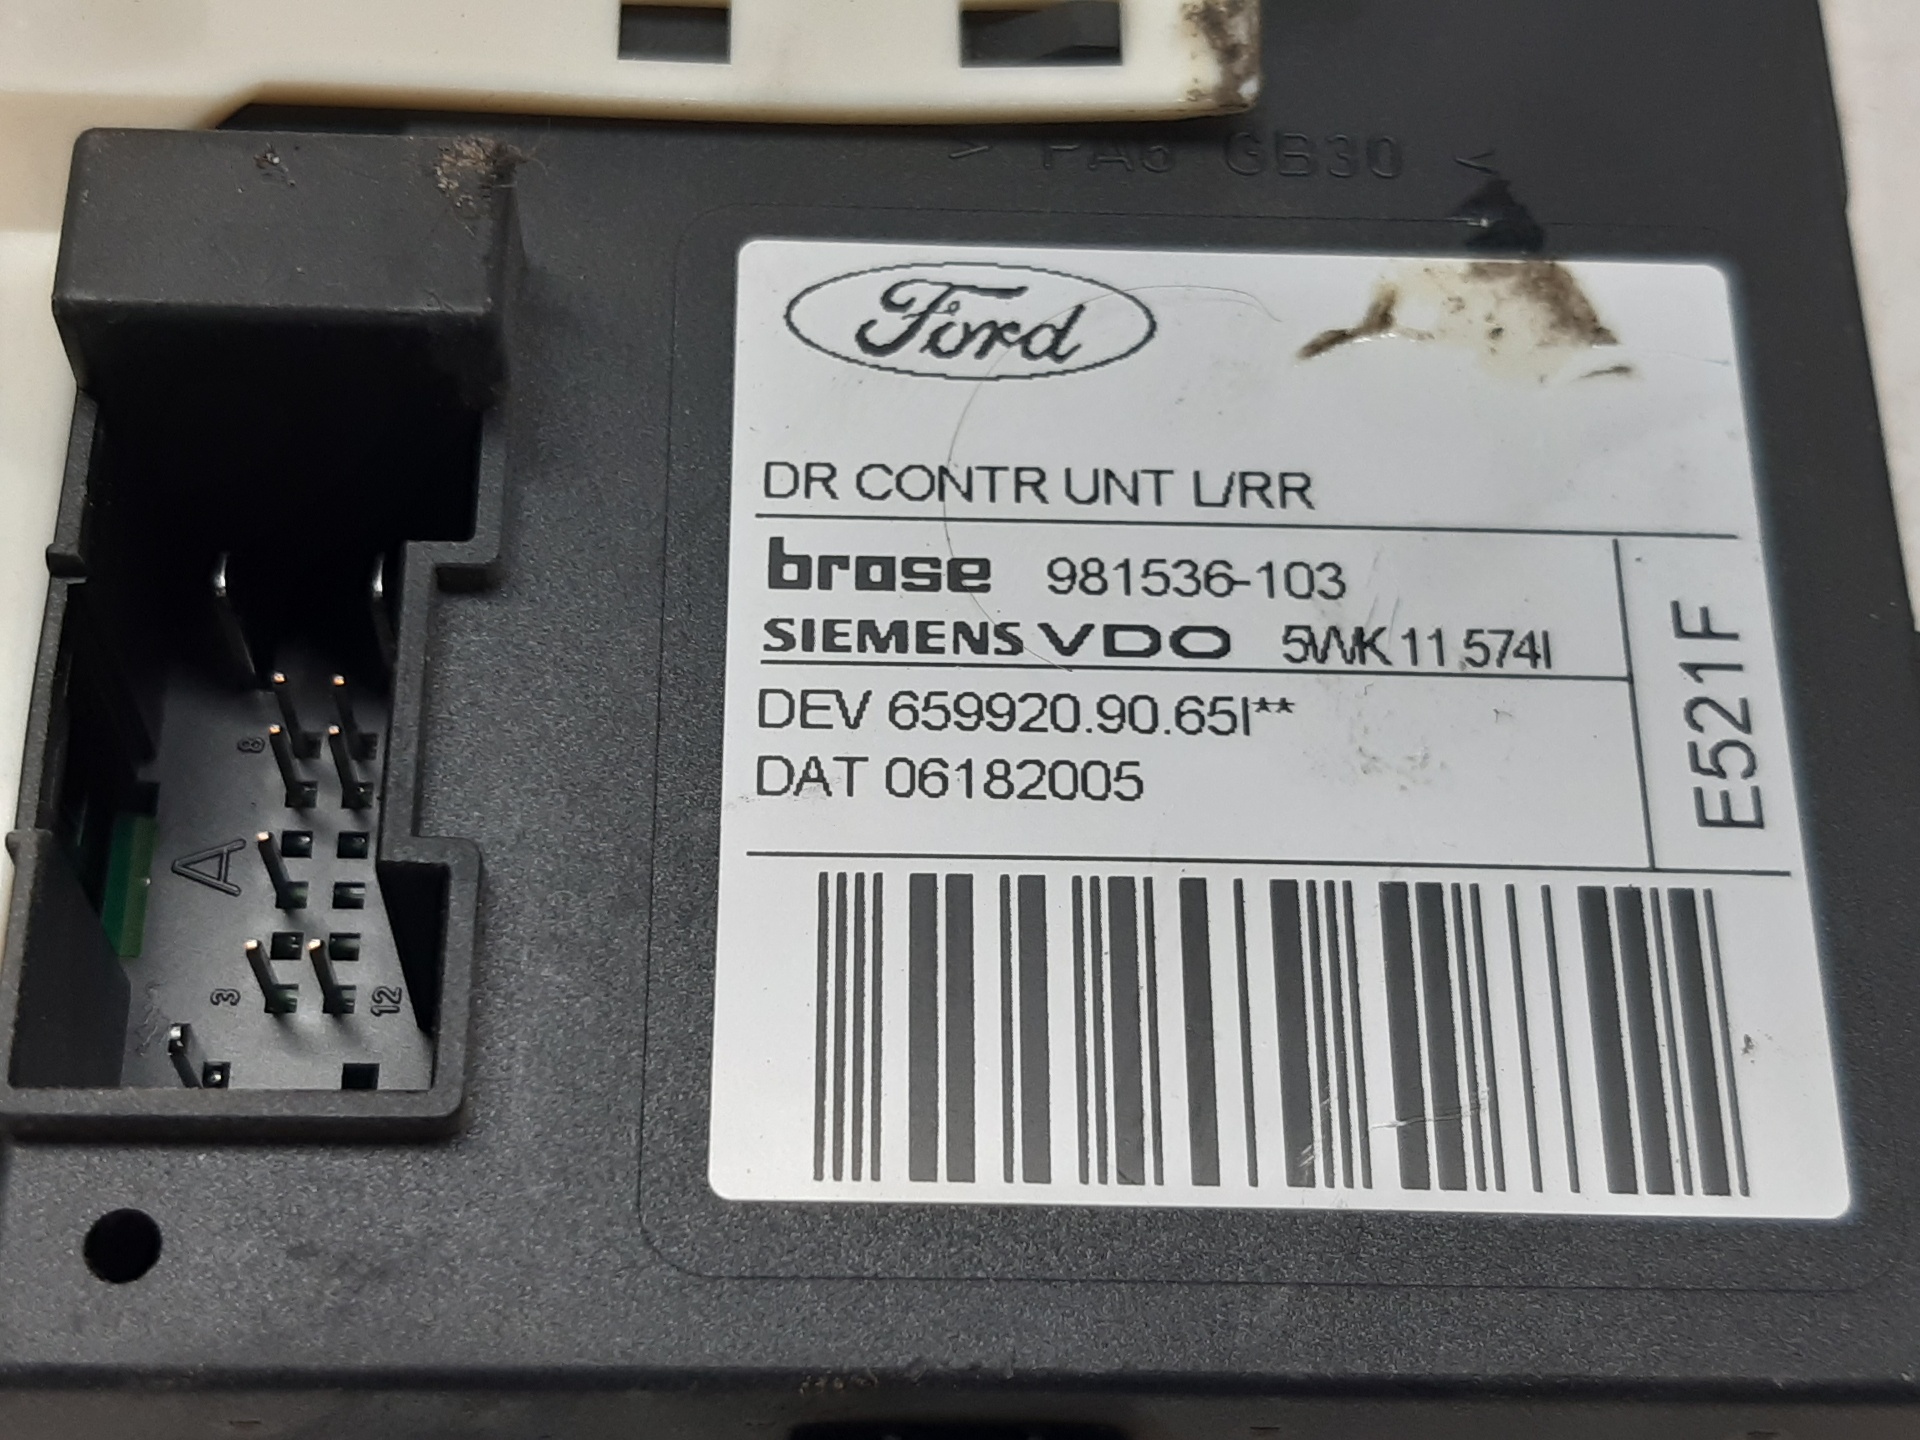 > PA6 GB30 <
Ford
DR CONTR UNT L/RR
brose 981536-103
SIEMENS VDO 5WK11574I
DEV 659920.90.65I**
DAT 06182005
E521F
8
A
3 12